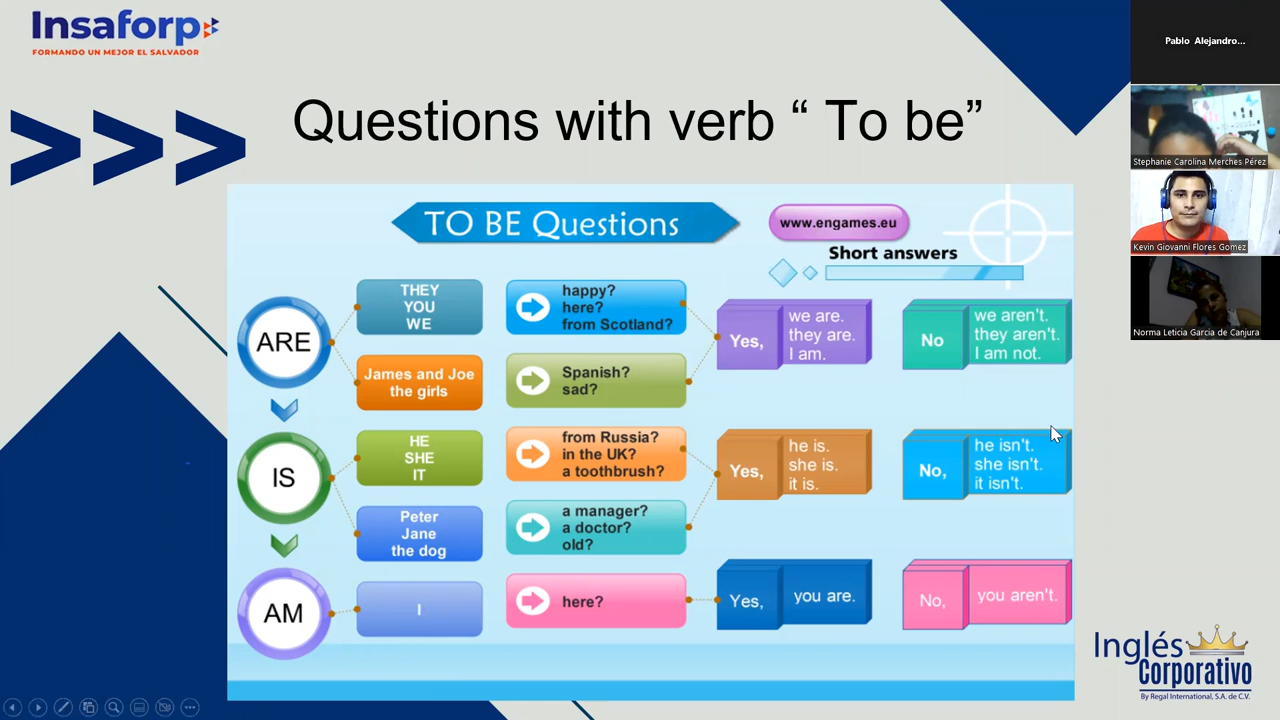 Insaforp
FORMANDO UN MEJOR EL SALVADOR
Questions with verb “ To be”
TO BE Questions
www.engames.eu
Short answers
ARE
THEY
YOU
WE
happy?
here?
from Scotland?
James and Joe
the girls
Spanish?
sad?
Yes,
we are.
they are.
I am.
No
we aren't.
they aren't.
I am not.
IS
HE
SHE
IT
from Russia?
in the UK?
a toothbrush?
Peter
Jane
the dog
a manager?
a doctor?
old?
Yes,
he is.
she is.
it is.
No,
he isn't.
she isn't.
it isn't.
AM
I
here?
Yes,
you are.
No,
you aren't.
Inglés
Corporativo
By Regal International, S.A. de C.V.
Pablo Alejandro...
Stephanie Carolina Merches Pérez
Kevin Giovanni Flores Gomez
Norma Leticia Garcia de Canjura